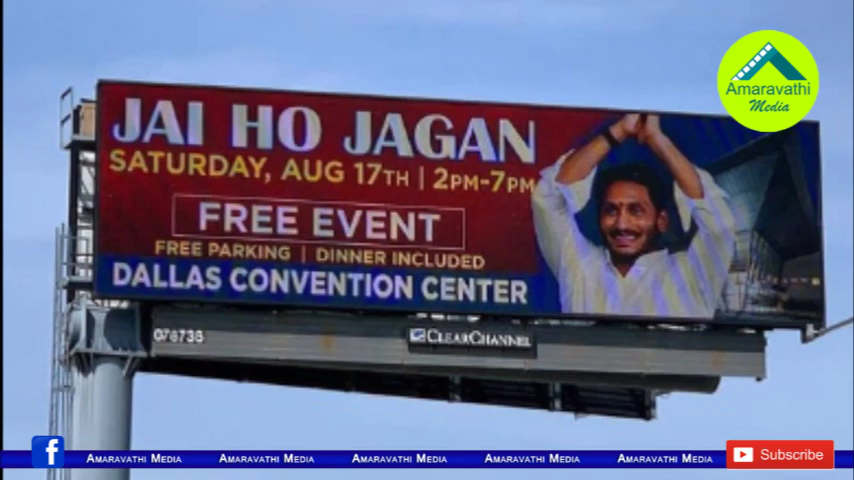 JAI HO JAGAN
SATURDAY, AUG 17TH | 2PM-7PM
FREE EVENT
FREE PARKING | DINNER INCLUDED
DALLAS CONVENTION CENTER
078735
CLEARCHANNEL
Amaravathi
Media
f
AMARAVATHI MEDIA AMARAVATHI MEDIA AMARAVATHI MEDIA AMARAVATHI MEDIA AMARAVATHI MEDIA
Subscribe